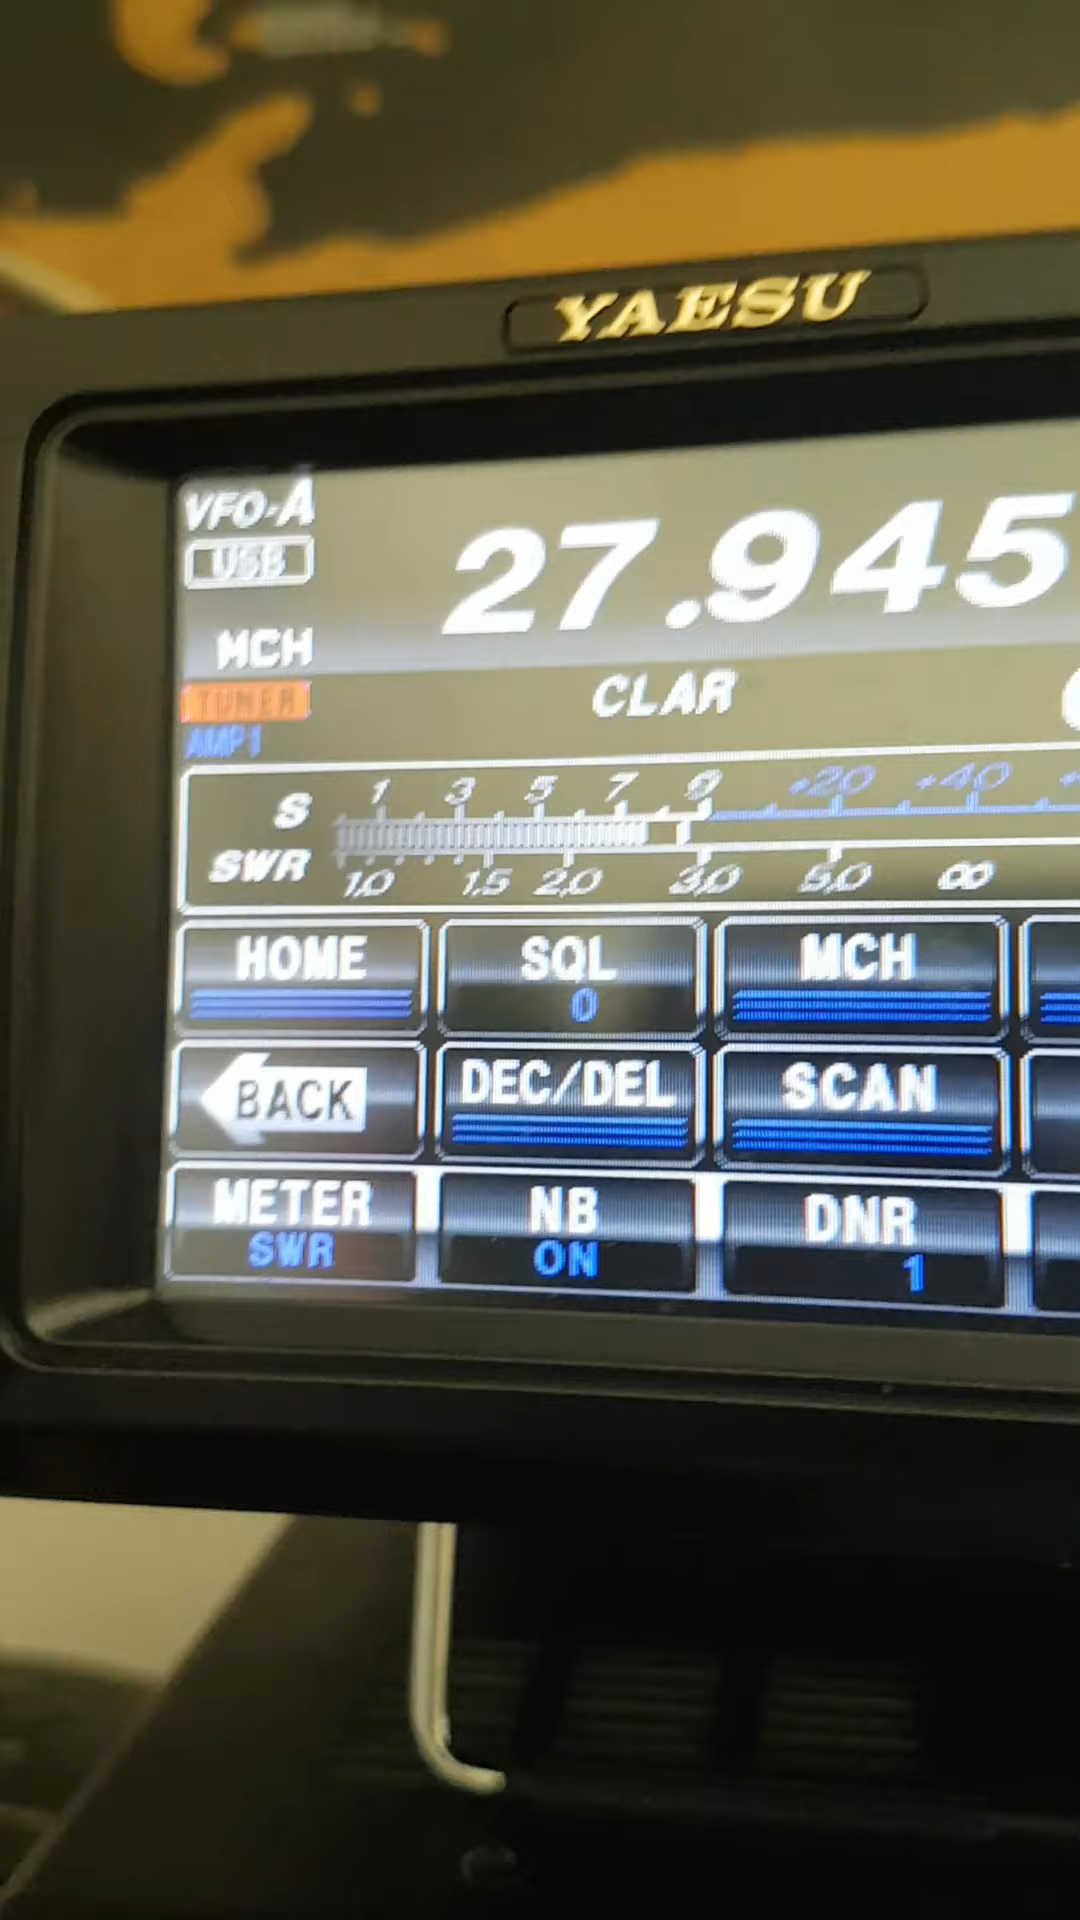 YAESU
VFO-A
27.945
USB
MCH
TUNER
CLAR
AMP1
S 1 3 5 7 9 +20 +40
SWR 1.0 1.5 2.0 3.0 5.0 ∞
HOME SQL MCH
0
BACK DEC/DEL SCAN
METER NB DNR
SWR ON 1